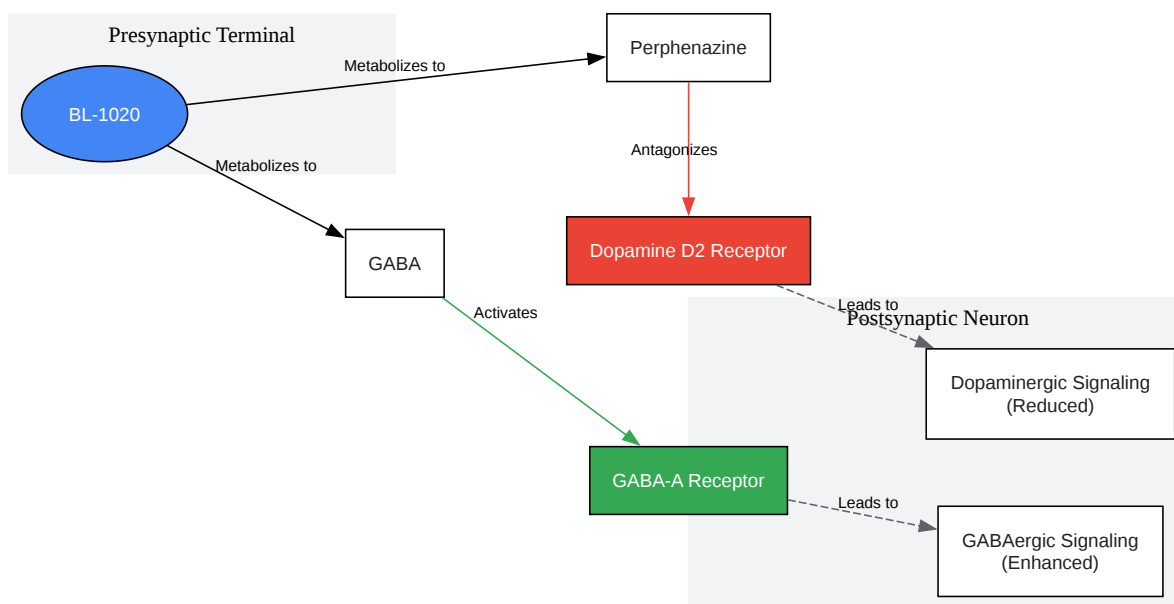 Presynaptic Terminal
BL-1020
Metabolizes to
Perphenazine
Metabolizes to
Antagonizes
GABA
Dopamine D2 Receptor
Activates
Leads to
Postsynaptic Neuron
Dopaminergic Signaling
(Reduced)
GABA-A Receptor
Leads to
GABAergic Signaling
(Enhanced)